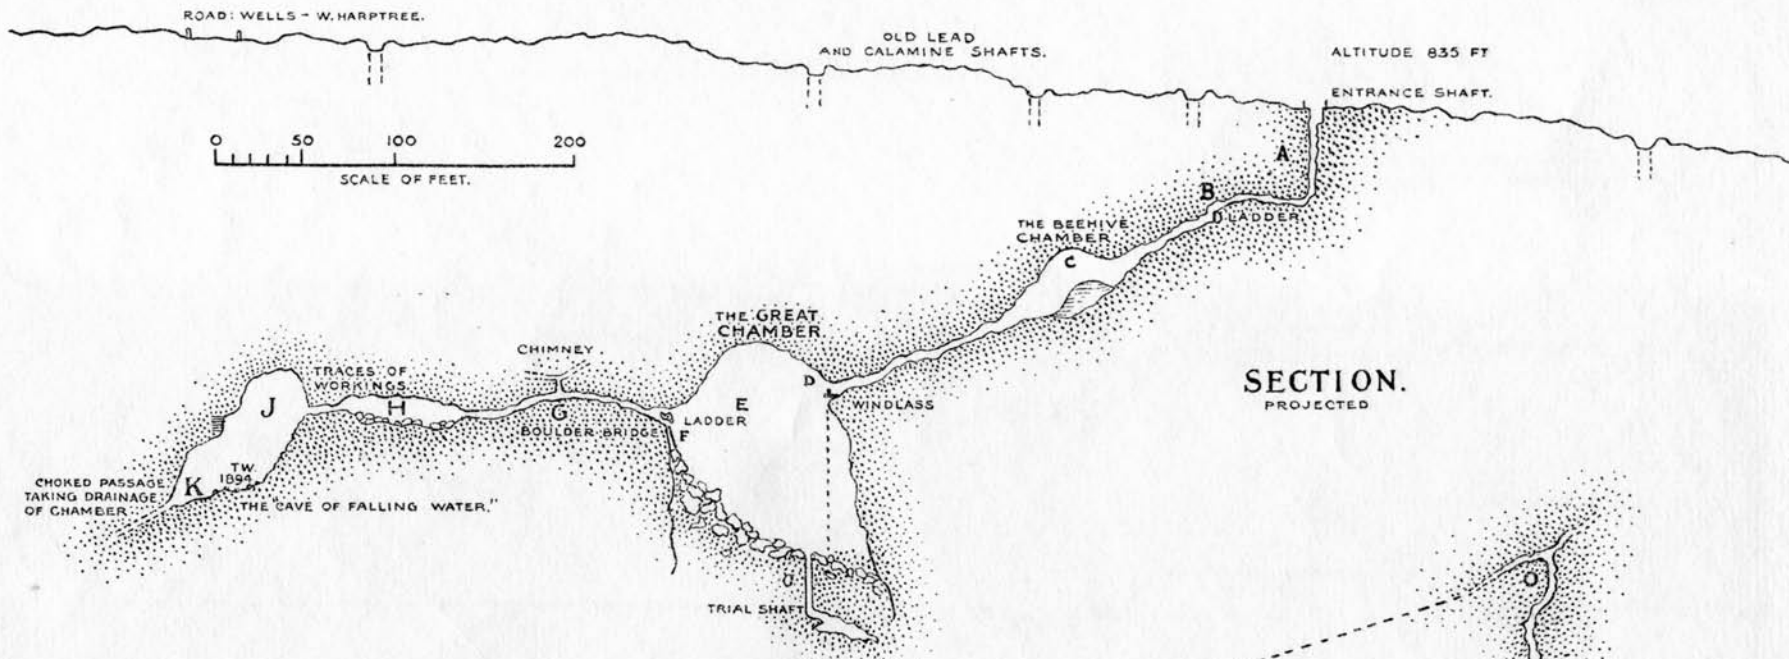 ROAD: WELLS - W. HARPTREE.
OLD LEAD
AND CALAMINE SHAFTS.
ALTITUDE 835 FT
ENTRANCE SHAFT.
0 50 100 200
SCALE OF FEET.
A
B
LADDER
THE BEEHIVE
CHAMBER
C
THE GREAT
CHAMBER
D
WINDLASS
E
CHIMNEY
TRACES OF
WORKINGS
H
G
BOULDER BRIDGE
LADDER
F
J
SECTION.
PROJECTED
T.W.
1894
K
CHOKED PASSAGE
TAKING DRAINAGE
OF CHAMBER
THE "CAVE OF FALLING WATER."
TRIAL SHAFT
O